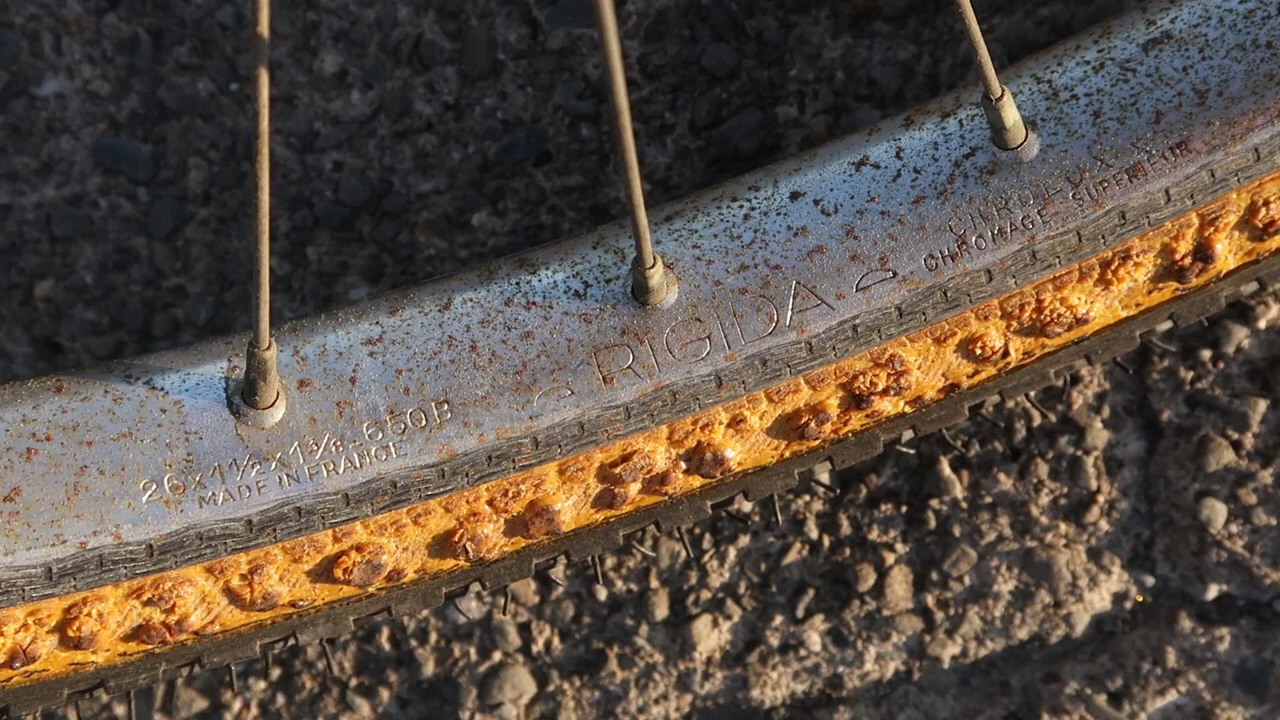 26x1½x1⅜-650B
MADE IN FRANCE
RIGIDA
CHROMAGE SUPERIEUR